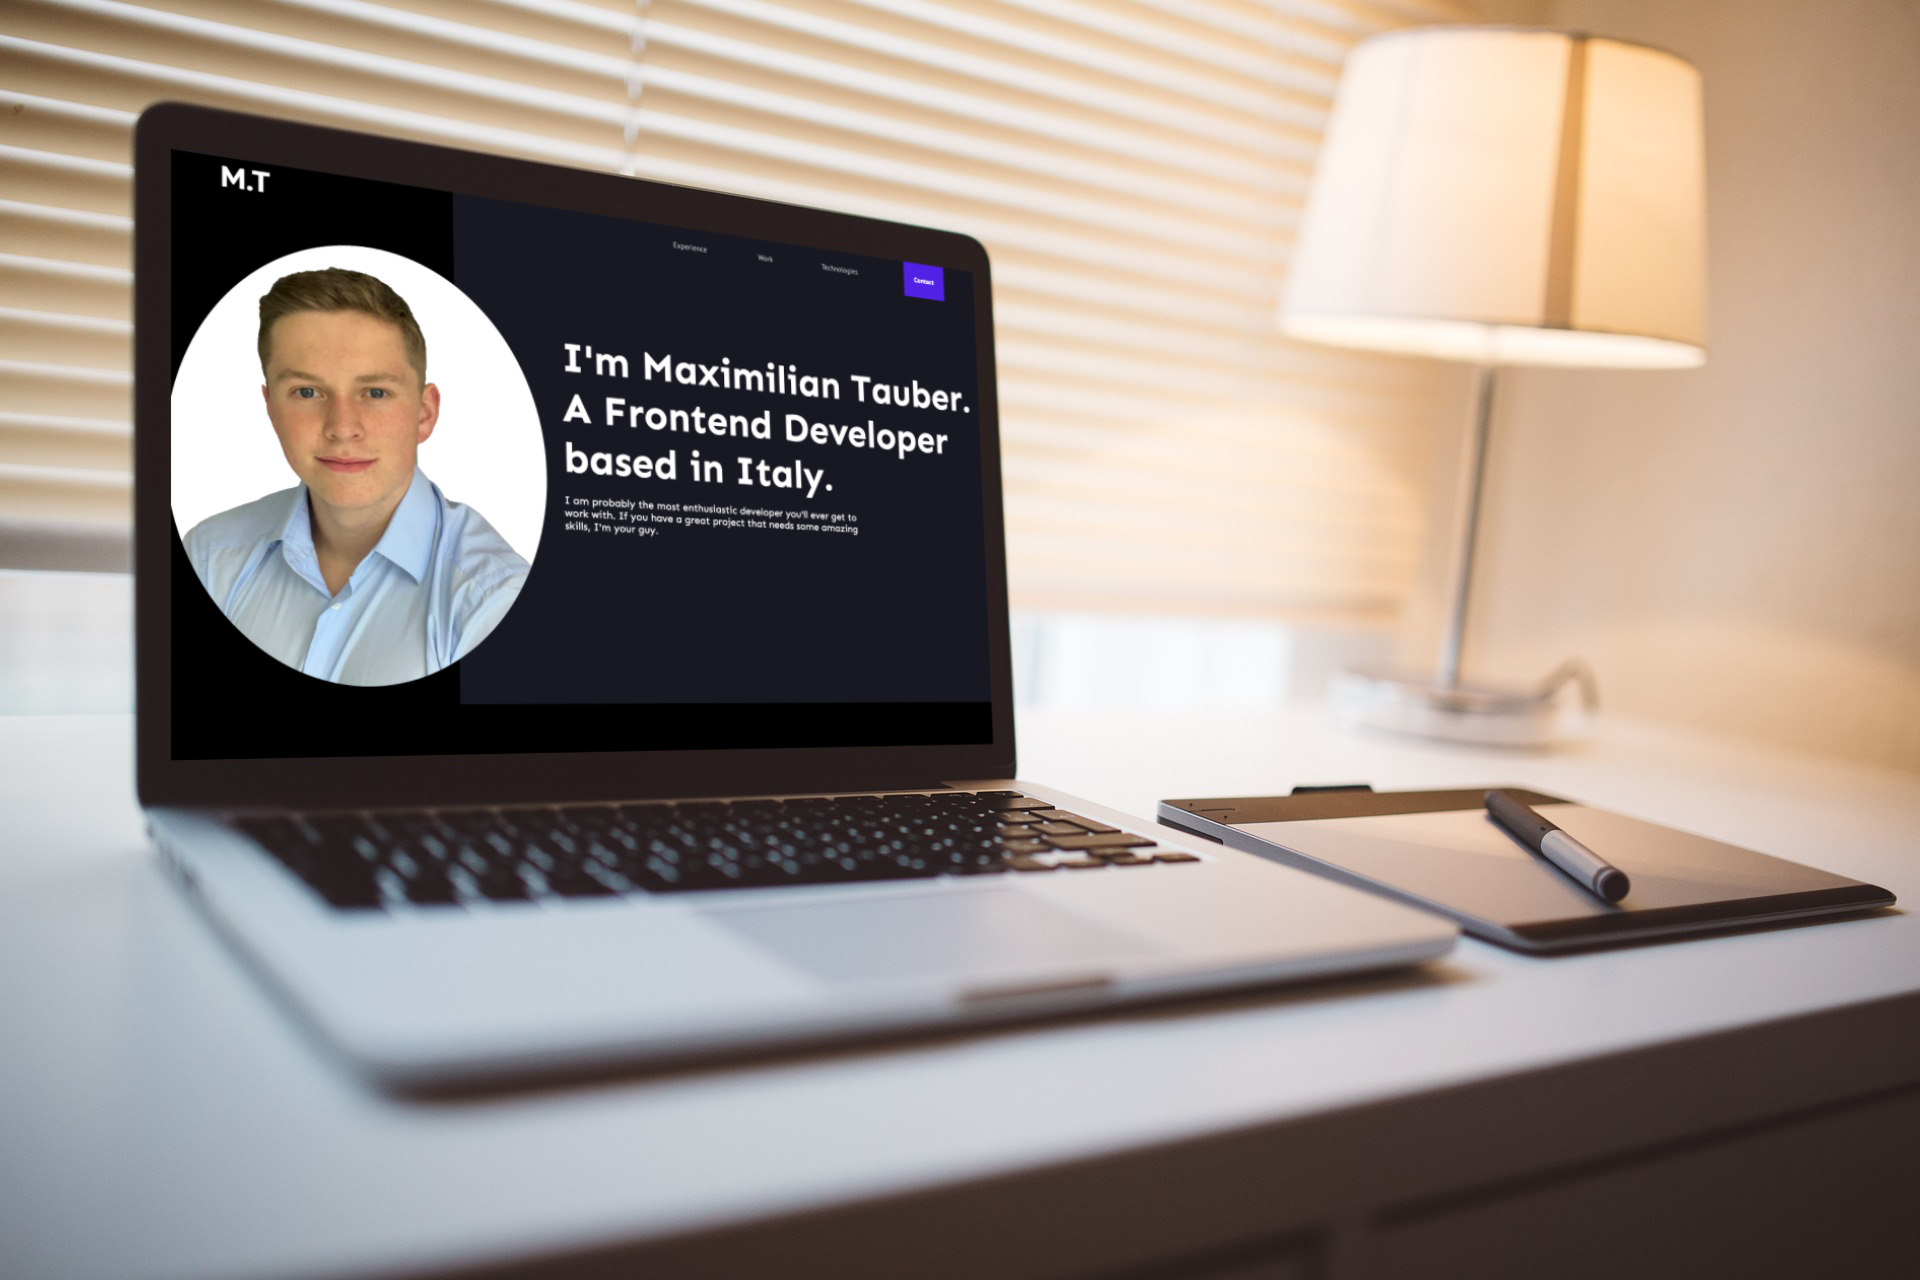 M.T
Experience
Work
Technologies
Contact
I'm Maximilian Tauber.
A Frontend Developer
based in Italy.
I am probably the most enthusiastic developer you'll ever get to
work with. If you have a great project that needs some amazing
skills, I'm your guy.